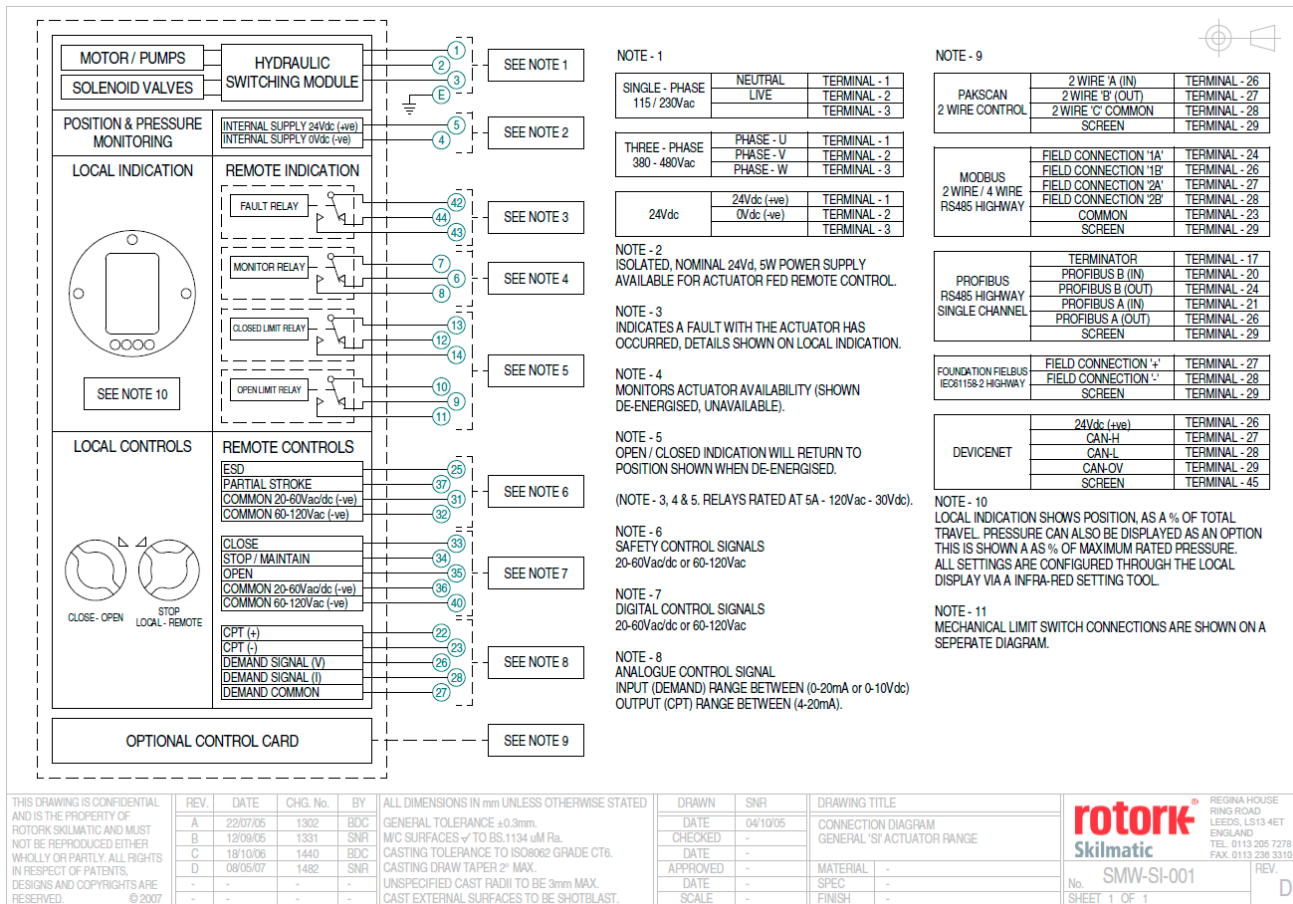 MOTOR / PUMPS
SOLENOID VALVES
HYDRAULIC
SWITCHING MODULE
1
2
3
E
SEE NOTE 1
POSITION & PRESSURE
MONITORING
INTERNAL SUPPLY 24Vdc (+ve)
INTERNAL SUPPLY 0Vdc (-ve)
5
4
SEE NOTE 2
LOCAL INDICATION
REMOTE INDICATION
FAULT RELAY
42
44
43
SEE NOTE 3
MONITOR RELAY
7
6
8
SEE NOTE 4
CLOSED LIMIT RELAY
13
12
14
SEE NOTE 5
OPEN LIMIT RELAY
10
9
11
SEE NOTE 10
LOCAL CONTROLS
REMOTE CONTROLS
ESD
PARTIAL STROKE
COMMON 20-60Vac/dc (-ve)
COMMON 60-120Vac (-ve)
25
37
31
32
SEE NOTE 6
CLOSE
STOP / MAINTAIN
OPEN
COMMON 20-60Vac/dc (-ve)
COMMON 60-120Vac (-ve)
33
34
35
36
40
SEE NOTE 7
CLOSE - OPEN
STOP
LOCAL - REMOTE
CPT (+)
CPT (-)
DEMAND SIGNAL (V)
DEMAND SIGNAL (I)
DEMAND COMMON
22
23
26
28
27
SEE NOTE 8
OPTIONAL CONTROL CARD
SEE NOTE 9
NOTE - 1
SINGLE - PHASE
115 / 230Vac
NEUTRAL TERMINAL - 1
LIVE TERMINAL - 2
TERMINAL - 3
THREE - PHASE
380 - 480Vac
PHASE - U TERMINAL - 1
PHASE - V TERMINAL - 2
PHASE - W TERMINAL - 3
24Vdc
24Vdc (+ve) TERMINAL - 1
0Vdc (-ve) TERMINAL - 2
TERMINAL - 3
NOTE - 2
ISOLATED, NOMINAL 24Vd, 5W POWER SUPPLY
AVAILABLE FOR ACTUATOR FED REMOTE CONTROL.
NOTE - 3
INDICATES A FAULT WITH THE ACTUATOR HAS
OCCURRED, DETAILS SHOWN ON LOCAL INDICATION.
NOTE - 4
MONITORS ACTUATOR AVAILABILITY (SHOWN
DE-ENERGISED, UNAVAILABLE).
NOTE - 5
OPEN / CLOSED INDICATION WILL RETURN TO
POSITION SHOWN WHEN DE-ENERGISED.
(NOTE - 3, 4 & 5. RELAYS RATED AT 5A - 120Vac - 30Vdc).
NOTE - 6
SAFETY CONTROL SIGNALS
20-60Vac/dc or 60-120Vac
NOTE - 7
DIGITAL CONTROL SIGNALS
20-60Vac/dc or 60-120Vac
NOTE - 8
ANALOGUE CONTROL SIGNAL
INPUT (DEMAND) RANGE BETWEEN (0-20mA or 0-10Vdc)
OUTPUT (CPT) RANGE BETWEEN (4-20mA).
NOTE - 9
PAKSCAN
2 WIRE CONTROL
2 WIRE 'A' (IN) TERMINAL - 26
2 WIRE 'B' (OUT) TERMINAL - 27
2 WIRE 'C' COMMON TERMINAL - 28
SCREEN TERMINAL - 29
MODBUS
2 WIRE / 4 WIRE
RS485 HIGHWAY
FIELD CONNECTION '1A' TERMINAL - 24
FIELD CONNECTION '1B' TERMINAL - 26
FIELD CONNECTION '2A' TERMINAL - 27
FIELD CONNECTION '2B' TERMINAL - 28
COMMON TERMINAL - 23
SCREEN TERMINAL - 29
PROFIBUS
RS485 HIGHWAY
SINGLE CHANNEL
TERMINATOR TERMINAL - 17
PROFIBUS B (IN) TERMINAL - 20
PROFIBUS B (OUT) TERMINAL - 24
PROFIBUS A (IN) TERMINAL - 21
PROFIBUS A (OUT) TERMINAL - 26
SCREEN TERMINAL - 29
FOUNDATION FIELBUS
IEC61158-2 HIGHWAY
FIELD CONNECTION '+' TERMINAL - 27
FIELD CONNECTION '-' TERMINAL - 28
SCREEN TERMINAL - 29
DEVICENET
24Vdc (+ve) TERMINAL - 26
CAN-H TERMINAL - 27
CAN-L TERMINAL - 28
CAN-OV TERMINAL - 29
SCREEN TERMINAL - 45
NOTE - 10
LOCAL INDICATION SHOWS POSITION, AS A % OF TOTAL
TRAVEL. PRESSURE CAN ALSO BE DISPLAYED AS AN OPTION
THIS IS SHOWN A AS % OF MAXIMUM RATED PRESSURE.
ALL SETTINGS ARE CONFIGURED THROUGH THE LOCAL
DISPLAY VIA A INFRA-RED SETTING TOOL.
NOTE - 11
MECHANICAL LIMIT SWITCH CONNECTIONS ARE SHOWN ON A
SEPERATE DIAGRAM.
THIS DRAWING IS CONFIDENTIAL
AND IS THE PROPERTY OF
ROTORK SKILMATIC AND MUST
NOT BE REPRODUCED EITHER
WHOLLY OR PARTLY. ALL RIGHTS
IN RESPECT OF PATENTS,
DESIGNS AND COPYRIGHTS ARE
RESERVED. © 2007
REV. DATE CHG. No. BY
A 22/07/05 1302 BDC
B 12/09/05 1331 SNR
C 18/10/06 1440 BDC
D 08/05/07 1482 SNR
- - - -
- - - -
ALL DIMENSIONS IN mm UNLESS OTHERWISE STATED
GENERAL TOLERANCE ±0.3mm.
M/C SURFACES √ TO BS.1134 uM Ra.
CASTING TOLERANCE TO ISO8062 GRADE CT6.
CASTING DRAW TAPER 2° MAX.
UNSPECIFIED CAST RADII TO BE 3mm MAX.
CAST EXTERNAL SURFACES TO BE SHOTBLAST.
DRAWN SNR
DATE 04/10/05
CHECKED -
DATE -
APPROVED -
DATE -
SCALE -
DRAWING TITLE
CONNECTION DIAGRAM
GENERAL 'SI' ACTUATOR RANGE
MATERIAL -
SPEC -
FINISH -
rotork®
Skilmatic
REGINA HOUSE
RING ROAD
LEEDS, LS13 4ET
ENGLAND
TEL. 0113 205 7278
FAX. 0113 236 3310
No. SMW-SI-001
REV.
D
SHEET 1 OF 1